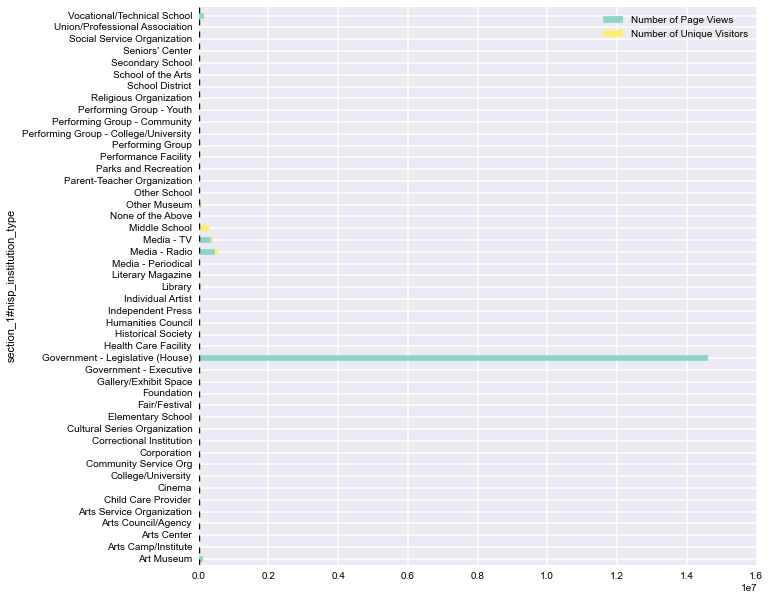 Vocational/Technical School
Union/Professional Association
Social Service Organization
Seniors' Center
Secondary School
School of the Arts
School District
Religious Organization
Performing Group - Youth
Performing Group - Community
Performing Group - College/University
Performing Group
Performance Facility
Parks and Recreation
Parent-Teacher Organization
Other School
Other Museum
None of the Above
Middle School
Media - TV
Media - Radio
Media - Periodical
Literary Magazine
Library
Individual Artist
Independent Press
Humanities Council
Historical Society
Health Care Facility
Government - Legislative (House)
Government - Executive
Gallery/Exhibit Space
Foundation
Fair/Festival
Elementary School
Cultural Series Organization
Correctional Institution
Corporation
Community Service Org
College/University
Cinema
Child Care Provider
Arts Service Organization
Arts Council/Agency
Arts Center
Arts Camp/Institute
Art Museum
section_1#nisp_institution_type
Number of Page Views
Number of Unique Visitors
0.0 0.2 0.4 0.6 0.8 1.0 1.2 1.4 1.6
1e7